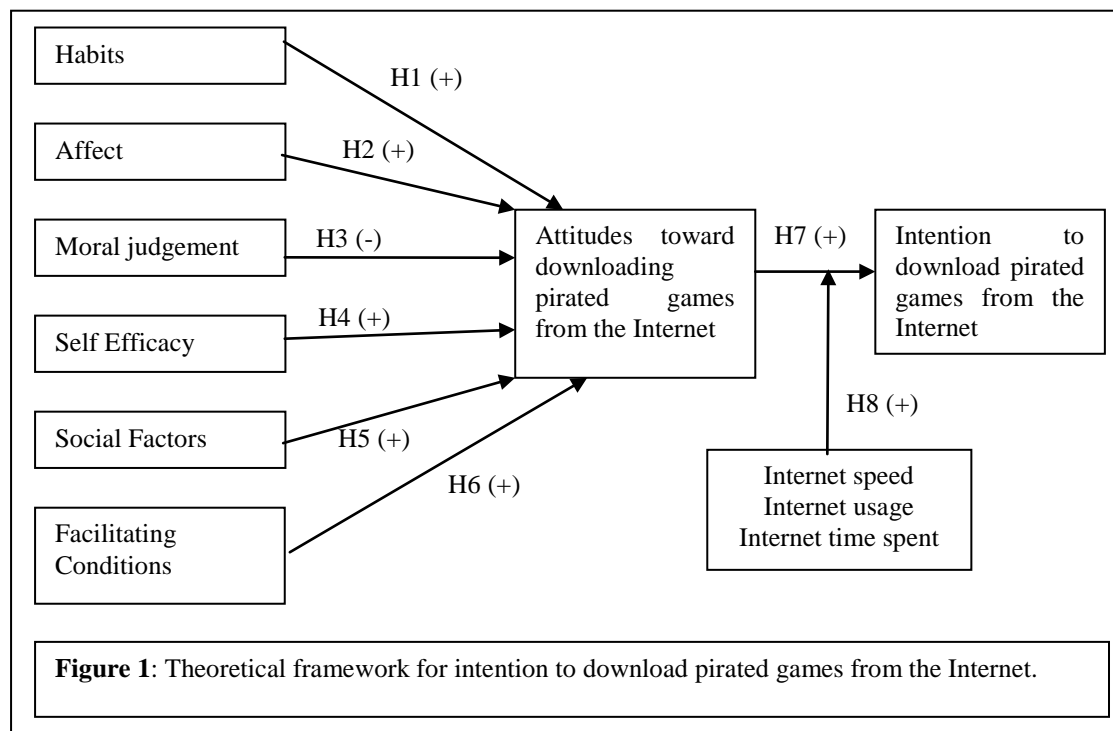 Habits
H1 (+)
Affect
H2 (+)
Moral judgement
H3 (-)
Self Efficacy
H4 (+)
Social Factors
H5 (+)
Facilitating
Conditions
H6 (+)
Attitudes toward
downloading
pirated games
from the Internet
H7 (+)
Intention to
download pirated
games from the
Internet
H8 (+)
Internet speed
Internet usage
Internet time spent
Figure 1: Theoretical framework for intention to download pirated games from the Internet.